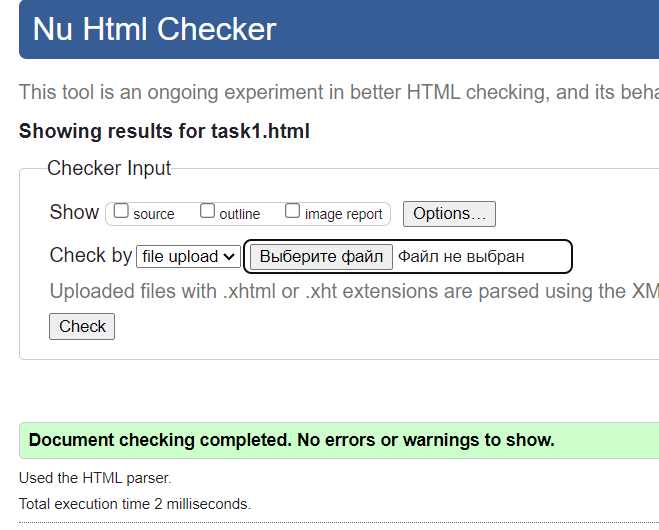 Nu Html Checker
This tool is an ongoing experiment in better HTML checking, and its beha
Showing results for task1.html
Checker Input
Show source outline image report Options...
Check by file upload Выберите файл Файл не выбран
Uploaded files with .xhtml or .xht extensions are parsed using the XM
Check
Document checking completed. No errors or warnings to show.
Used the HTML parser.
Total execution time 2 milliseconds.